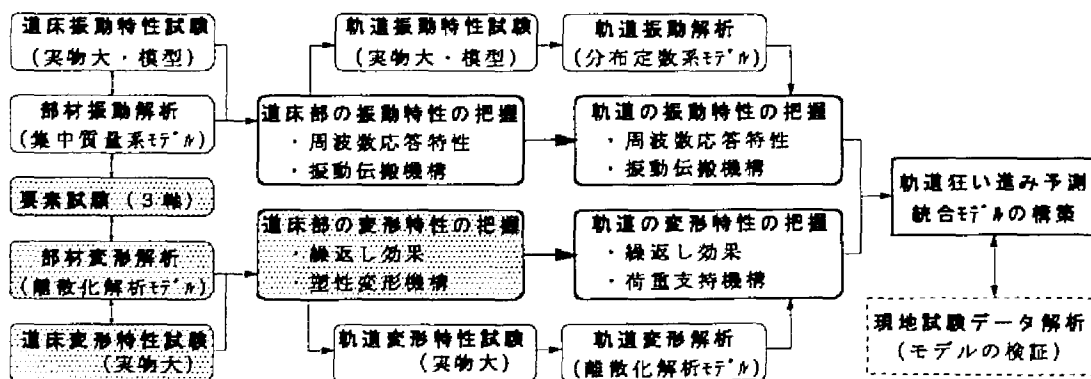 道床振動特性試験
(実物大・模型)
部材振動解析
(集中質量系モデル)
要素試験 (3軸)
部材変形解析
(離散化解析モデル)
道床変形特性試験
(実物大)
軌道振動特性試験
(実物大・模型)
道床部の振動特性の把握
・周波数応答特性
・振動伝搬機構
道床部の変形特性の把握
・繰返し効果
・塑性変形機構
軌道変形特性試験
(実物大)
軌道振動解析
(分布定数系モデル)
軌道の振動特性の把握
・周波数応答特性
・振動伝搬機構
軌道の変形特性の把握
・繰返し効果
・荷重支持機構
軌道変形解析
(離散化解析モデル)
軌道狂い進み予測
統合モデルの構築
現地試験データ解析
(モデルの検証)